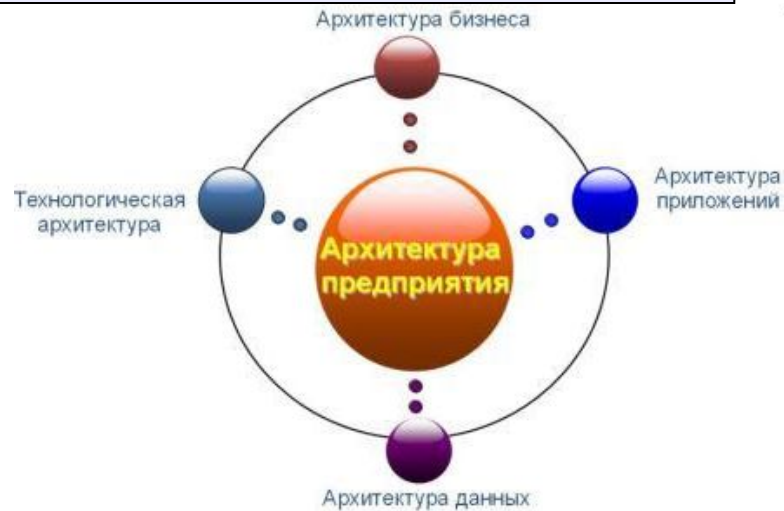 Архитектура бизнеса
Архитектура
приложений
Технологическая
архитектура
Архитектура
предприятия
Архитектура данных